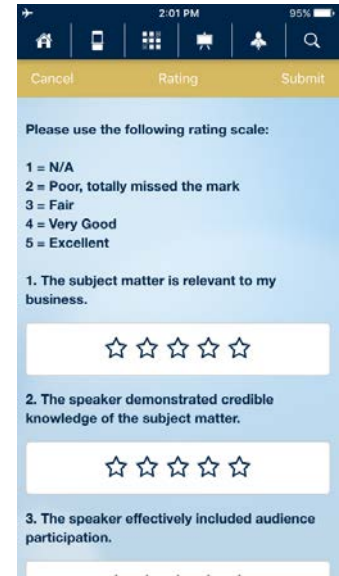 2:01 PM
95%
Cancel
Rating
Submit
Please use the following rating scale:
1 = N/A
2 = Poor, totally missed the mark
3 = Fair
4 = Very Good
5 = Excellent
1. The subject matter is relevant to my
business.
2. The speaker demonstrated credible
knowledge of the subject matter.
3. The speaker effectively included audience
participation.